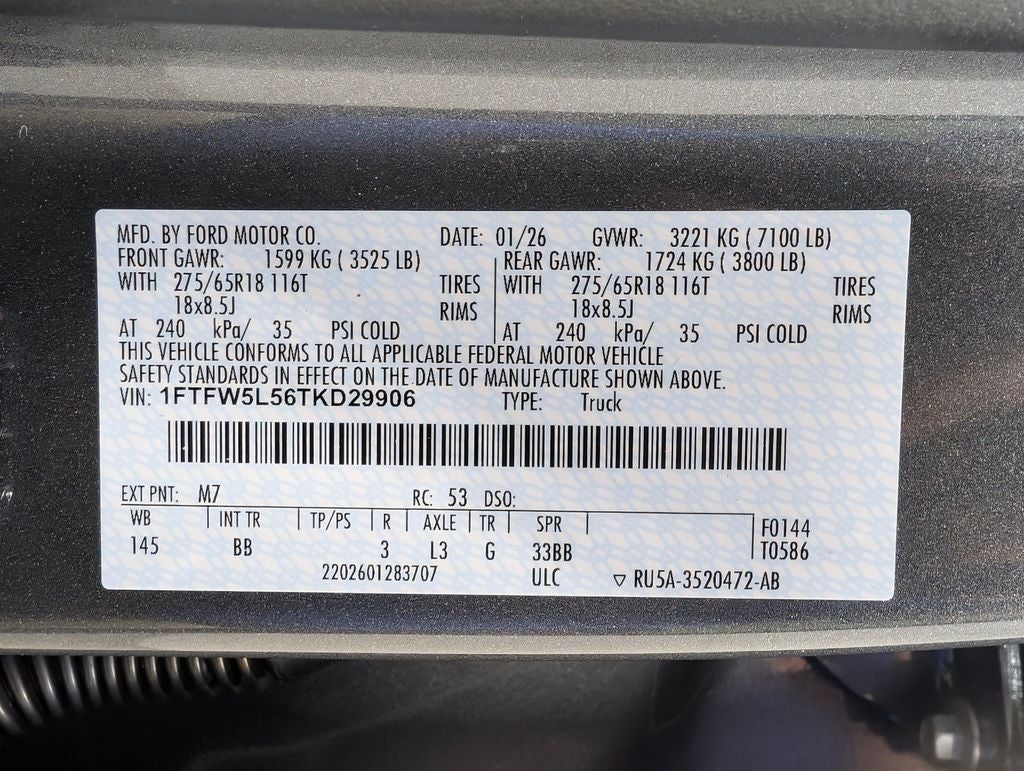 MFD. BY FORD MOTOR CO. DATE: 01/26 GVWR: 3221 KG ( 7100 LB)
FRONT GAWR: 1599 KG ( 3525 LB) REAR GAWR: 1724 KG ( 3800 LB)
WITH 275/65R18 116T TIRES WITH 275/65R18 116T TIRES
18x8.5J RIMS 18x8.5J RIMS
AT 240 kPa/ 35 PSI COLD AT 240 kPa/ 35 PSI COLD
THIS VEHICLE CONFORMS TO ALL APPLICABLE FEDERAL MOTOR VEHICLE
SAFETY STANDARDS IN EFFECT ON THE DATE OF MANUFACTURE SHOWN ABOVE.
VIN: 1FTFW5L56TKD29906 TYPE: Truck
EXT PNT: M7 RC: 53 DSO:
WB INT TR TP/PS R AXLE TR SPR F0144
145 BB 3 L3 G 33BB T0586
2202601283707 ULC ▽ RU5A-3520472-AB